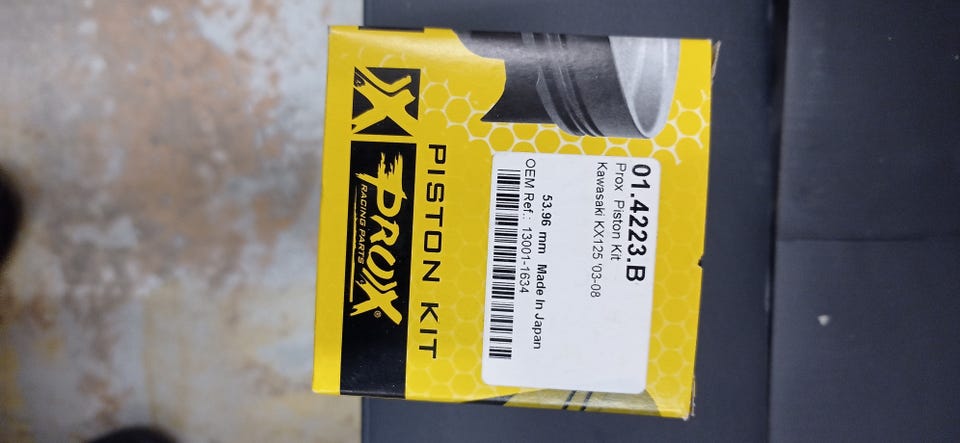 PROX®
RACING PARTS
PISTON KIT
01.4223.B
Prox Piston Kit
Kawasaki KX125 '03-08
53.96 mm Made In Japan
OEM Ref.: 13001-1634